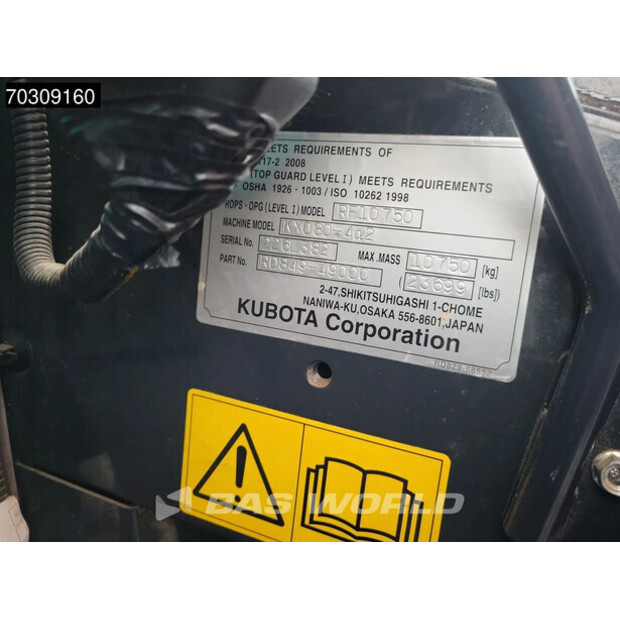 70309160
MEETS REQUIREMENTS OF
17-2 2008
(TOP GUARD LEVEL I) MEETS REQUIREMENTS
OSHA 1926・1003/ISO 10262 1998
ROPS・OPG (LEVEL I) MODEL RF10750
MACHINE MODEL KX080-4α2
SERIAL No. MAX.MASS 10750 [kg]
PART No. RD849-49000 (23699) [lbs]
2-47,SHIKITSUHIGASHI 1-CHOME
NANIWA-KU,OSAKA 556-8601,JAPAN
KUBOTA Corporation
BAS WORLD